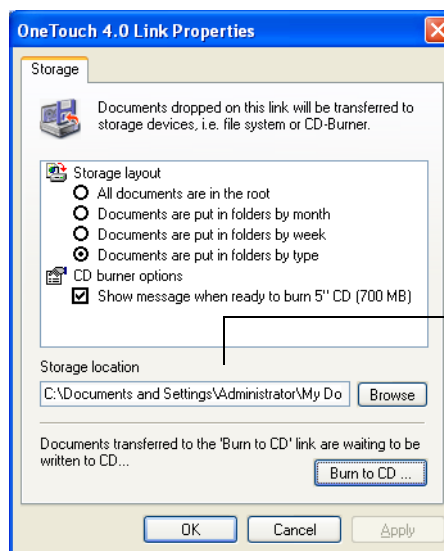 OneTouch 4.0 Link Properties
Storage
Documents dropped on this link will be transferred to
storage devices, i.e. file system or CD-Burner.
Storage layout
All documents are in the root
Documents are put in folders by month
Documents are put in folders by week
Documents are put in folders by type
CD burner options
Show message when ready to burn 5" CD (700 MB)
Storage location
C:\Documents and Settings\Administrator\My Do
Browse
Documents transferred to the 'Burn to CD' link are waiting to be
written to CD...
Burn to CD ...
OK Cancel Apply